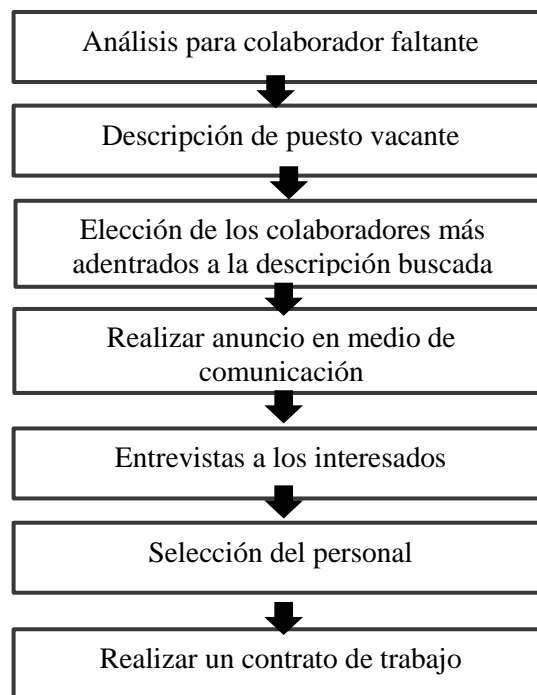 Análisis para colaborador faltante
Descripción de puesto vacante
Elección de los colaboradores más
adentrados a la descripción buscada
Realizar anuncio en medio de
comunicación
Entrevistas a los interesados
Selección del personal
Realizar un contrato de trabajo